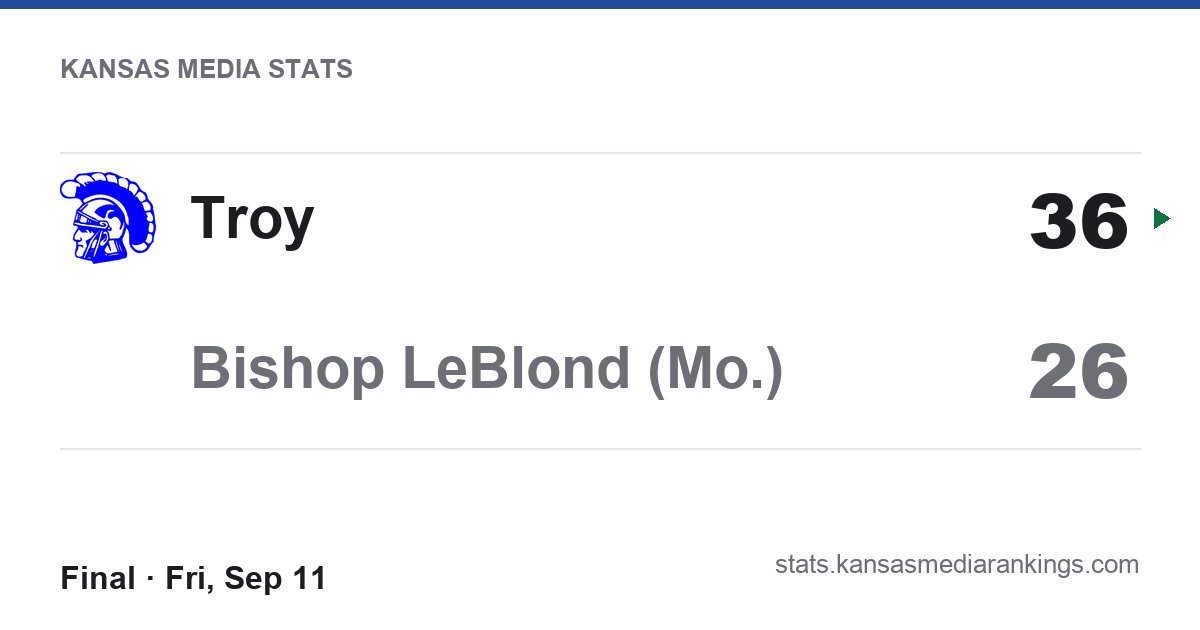 KANSAS MEDIA STATS
Troy 36
Bishop LeBlond (Mo.) 26
Final · Fri, Sep 11
stats.kansasmediarankings.com